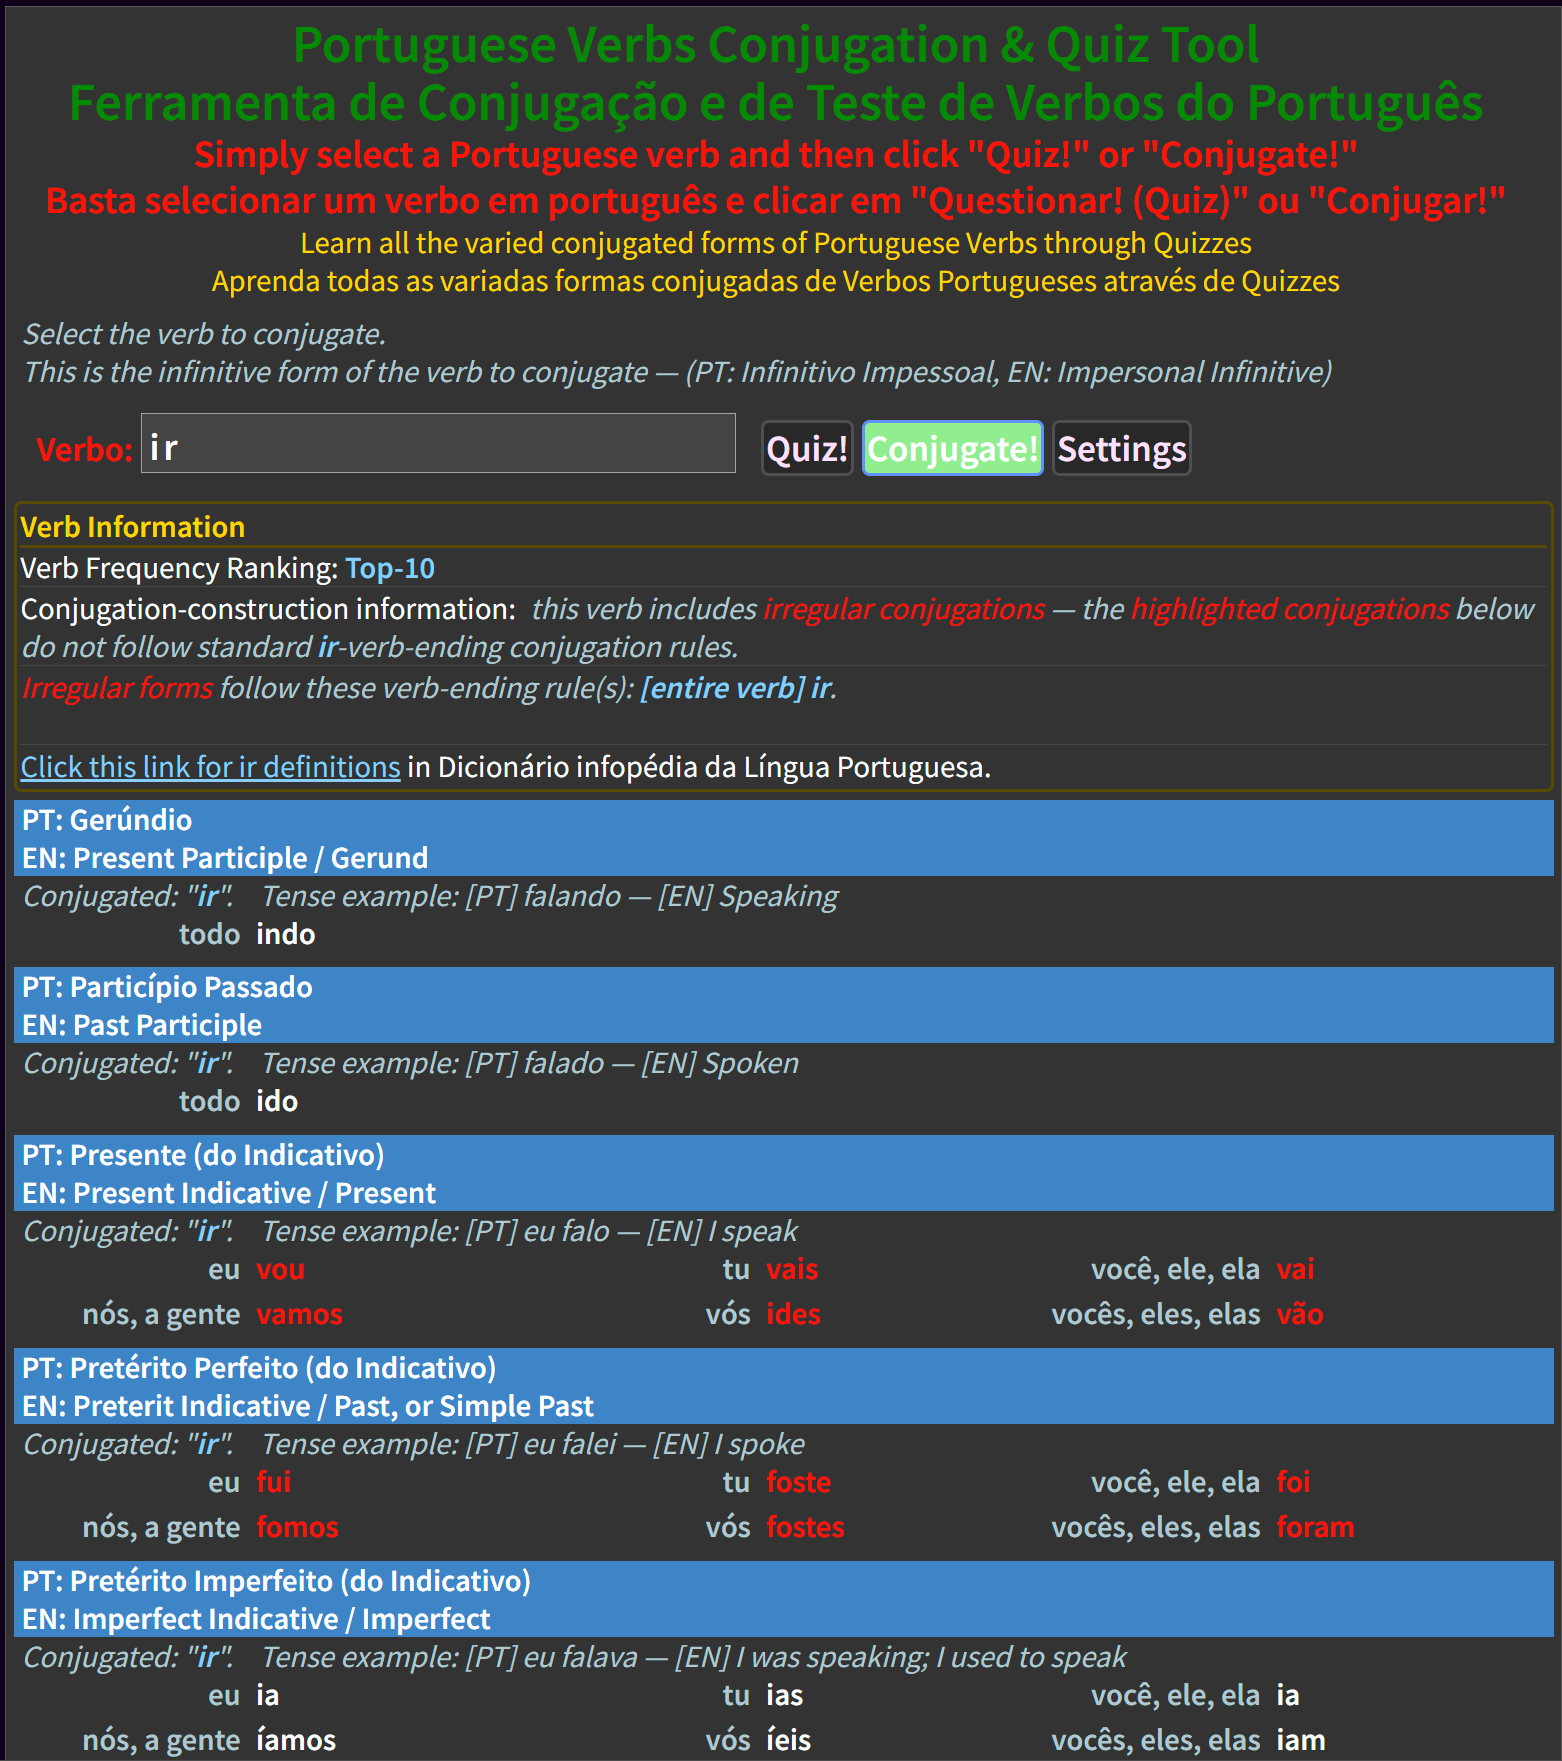 Portuguese Verbs Conjugation & Quiz Tool
Ferramenta de Conjugação e de Teste de Verbos do Português
Simply select a Portuguese verb and then click "Quiz!" or "Conjugate!"
Basta selecionar um verbo em português e clicar em "Questionar! (Quiz)" ou "Conjugar!"
Learn all the varied conjugated forms of Portuguese Verbs through Quizzes
Aprenda todas as variadas formas conjugadas de Verbos Portugueses através de Quizzes
Select the verb to conjugate.
This is the infinitive form of the verb to conjugate — (PT: Infinitivo Impessoal, EN: Impersonal Infinitive)
Verbo: ir Quiz! Conjugate! Settings
Verb Information
Verb Frequency Ranking: Top-10
Conjugation-construction information: this verb includes irregular conjugations — the highlighted conjugations below
do not follow standard ir-verb-ending conjugation rules.
Irregular forms follow these verb-ending rule(s): [entire verb] ir.
Click this link for ir definitions in Dicionário infopédia da Língua Portuguesa.
PT: Gerúndio
EN: Present Participle / Gerund
Conjugated: "ir". Tense example: [PT] falando — [EN] Speaking
todo indo
PT: Particípio Passado
EN: Past Participle
Conjugated: "ir". Tense example: [PT] falado — [EN] Spoken
todo ido
PT: Presente (do Indicativo)
EN: Present Indicative / Present
Conjugated: "ir". Tense example: [PT] eu falo — [EN] I speak
eu vou tu vais você, ele, ela vai
nós, a gente vamos vós ides vocês, eles, elas vão
PT: Pretérito Perfeito (do Indicativo)
EN: Preterit Indicative / Past, or Simple Past
Conjugated: "ir". Tense example: [PT] eu falei — [EN] I spoke
eu fui tu foste você, ele, ela foi
nós, a gente fomos vós fostes vocês, eles, elas foram
PT: Pretérito Imperfeito (do Indicativo)
EN: Imperfect Indicative / Imperfect
Conjugated: "ir". Tense example: [PT] eu falava — [EN] I was speaking; I used to speak
eu ia tu ias você, ele, ela ia
nós, a gente íamos vós íeis vocês, eles, elas iam